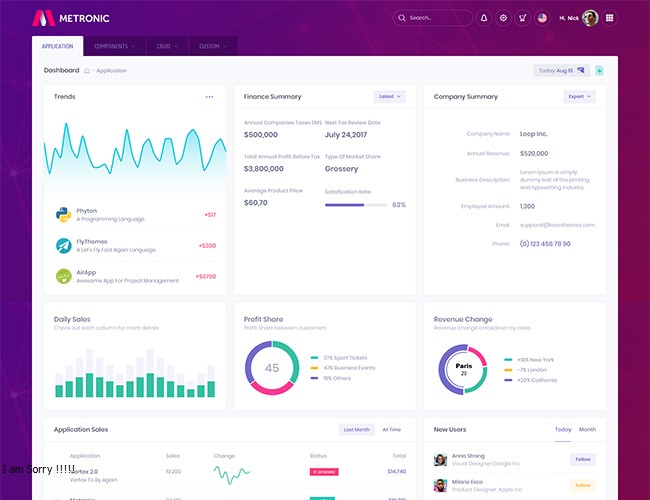 METRONIC
Search...
Hi, Nick
APPLICATION
COMPONENTS
CRUD
CUSTOM
Dashboard
- Application
Today Aug 10
Trends
Phyton
A Programming Language
+$17
FlyThemes
A Let's Fly Fast Again Language
+$300
AirApp
Awesome App For Project Management
+$6700
Finance Summary
Latest
Annual Companies Taxes EMS
Next Tax Review Date
$500,000
July 24,2017
Total Annual Profit Before Tax
Type Of Market Share
$3,800,000
Grossery
Avarage Product Price
Satisfication Rate
$60,70
63%
Company Summary
Export
Company Name:
Loop Inc.
Annual Revenue:
$520,000
Business Description:
Lorem Ipsum is simply
dummy text of the printing
and typesetting industry.
Employee Amount:
1,300
Email:
Phone:
(0) 123 456 78 90
Daily Sales
Check out each column for more details
Profit Share
Profit Share between customers
45
37% Sport Tickets
47% Business Events
19% Others
Revenue Change
Revenue change breakdown by cities
Paris
20
+10% New York
-7% London
+20% California
Application Sales
Last Month
All Time
Application
Sales
Change
Status
Total
I am Sorry !!!!!
Vertex 2.0
Vertex To By Again
19,200
in process
$14,740
New Users
Today
Month
Anna Strong
Visual Designer,Google Inc
Follow
Milano Esco
Product Designer, Apple Inc
Follow